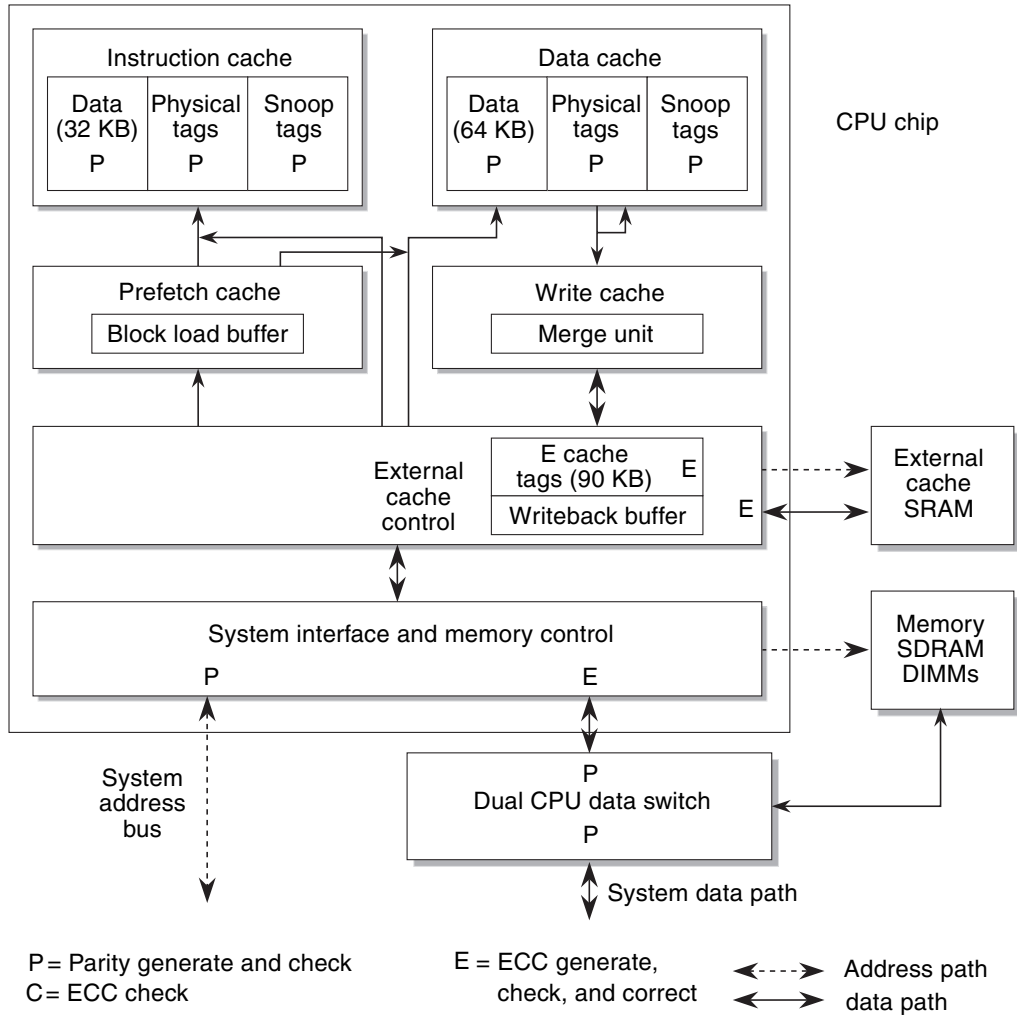 Instruction cache
Data
(32 KB)
P
Physical
tags
P
Snoop
tags
P
Data cache
Data
(64 KB)
P
Physical
tags
P
Snoop
tags
P
CPU chip
Prefetch cache
Block load buffer
Write cache
Merge unit
External
cache
control
E cache
tags (90 KB)
E
Writeback buffer
E
External
cache
SRAM
System interface and memory control
P
E
Memory
SDRAM
DIMMs
System
address
bus
P
Dual CPU data switch
P
System data path
P = Parity generate and check
C = ECC check
E = ECC generate,
check, and correct
Address path
data path